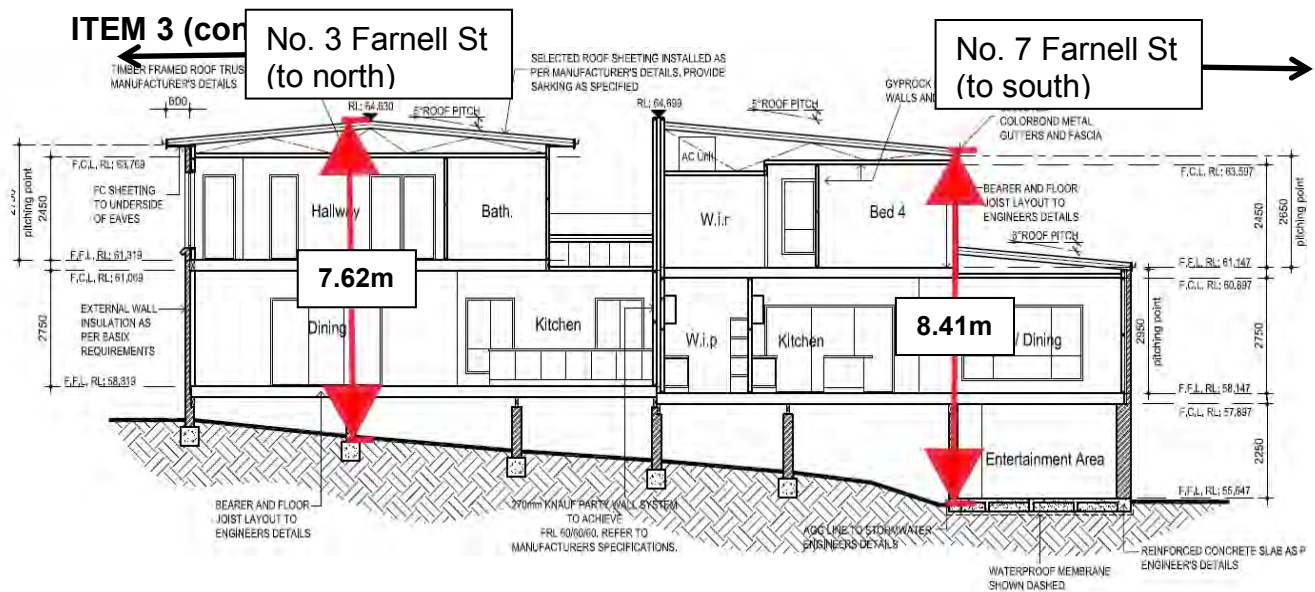 ITEM 3 (con
No. 3 Farnell St
(to north)
No. 7 Farnell St
(to south)
TIMBER FRAMED ROOF TRUS
MANUFACTURER'S DETAILS
SELECTED ROOF SHEETING INSTALLED AS
PER MANUFACTURER'S DETAILS. PROVIDE
SARKING AS SPECIFIED
GYPROCK
WALLS AND
COLORBOND METAL
GUTTERS AND FASCIA
600
RL: 64,630
5°ROOF PITCH
RL: 64,699
5°ROOF PITCH
F.C.L. RL: 63,769
FC SHEETING
TO UNDERSIDE
OF EAVES
pitching point
2450
Hallway
Bath.
AC Unit
W.i.r
Bed 4
BEARER AND FLOOR
JOIST LAYOUT TO
ENGINEERS DETAILS
F.C.L. RL: 63,597
2450
2650
pitching point
F.F.L. RL: 61,319
F.C.L. RL: 61,069
7.62m
F.F.L. RL: 61,147
F.C.L. RL: 60,897
EXTERNAL WALL
INSULATION AS
PER BASIX
REQUIREMENTS
2750
Dining
Kitchen
W.i.p
Kitchen
8.41m
/ Dining
2950
pitching point
2750
F.F.L. RL: 58,319
F.F.L. RL: 58,147
F.C.L. RL: 57,897
Entertainment Area
2250
F.F.L. RL: 55,647
BEARER AND FLOOR
JOIST LAYOUT TO
ENGINEERS DETAILS
270mm KNAUF PARTY WALL SYSTEM
TO ACHIEVE
FRL 60/60/60. REFER TO
MANUFACTURERS SPECIFICATIONS.
AGG LINE TO STORMWATER
ENGINEERS DETAILS
WATERPROOF MEMBRANE
SHOWN DASHED
REINFORCED CONCRETE SLAB AS P
ENGINEER'S DETAILS